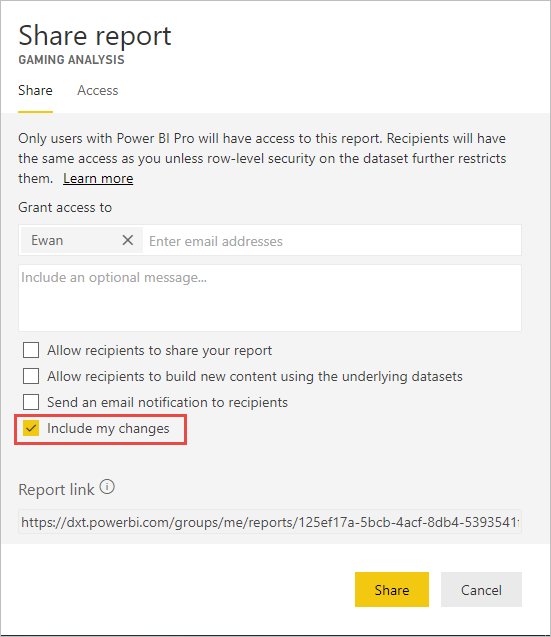 Share report
GAMING ANALYSIS
Share Access
Only users with Power BI Pro will have access to this report. Recipients will have
the same access as you unless row-level security on the dataset further restricts
them. Learn more
Grant access to
Ewan Enter email addresses
Include an optional message...
Allow recipients to share your report
Allow recipients to build new content using the underlying datasets
Send an email notification to recipients
Include my changes
Report link
https://dxt.powerbi.com/groups/me/reports/125ef17a-5bcb-4acf-8db4-5393541f
Share Cancel